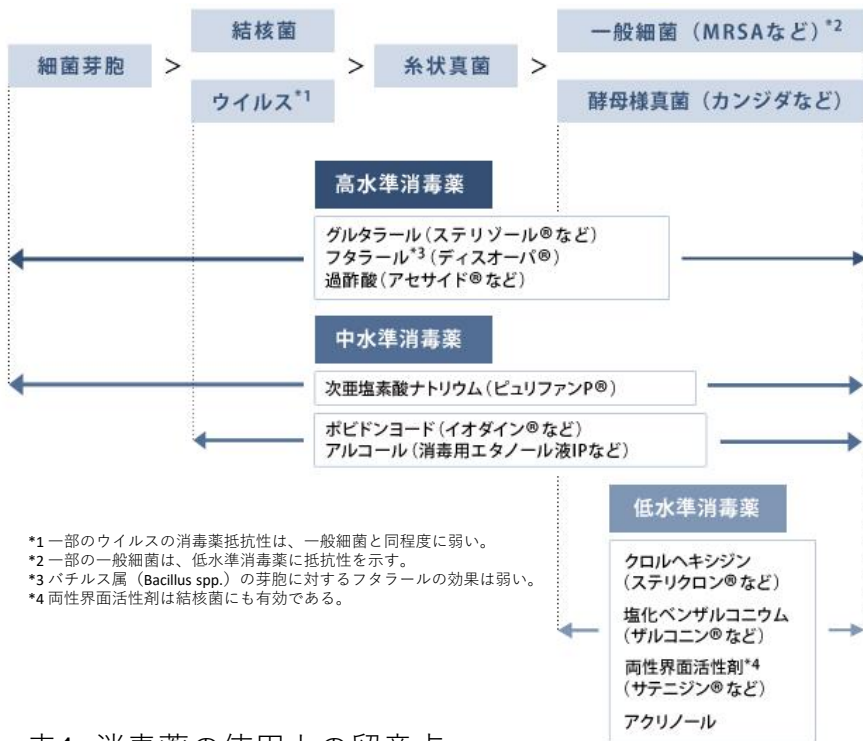 細菌芽胞 > 結核菌 > 糸状真菌 > 一般細菌（MRSAなど）*2
ウイルス*1
酵母様真菌（カンジダなど）
高水準消毒薬
グルタラール（ステリゾール®など）
フタラール*3（ディスオーパ®）
過酢酸（アセサイド®など）
中水準消毒薬
次亜塩素酸ナトリウム（ピュリファンP®）
ポビドンヨード（イオダイン®など）
アルコール（消毒用エタノール液IPなど）
低水準消毒薬
クロルヘキシジン
（ステリクロン®など）
塩化ベンザルコニウム
（ザルコニン®など）
両性界面活性剤*4
（サテニジン®など）
アクリノール
*1 一部のウイルスの消毒薬抵抗性は、一般細菌と同程度に弱い。
*2 一部の一般細菌は、低水準消毒薬に抵抗性を示す。
*3 バチルス属（Bacillus spp.）の芽胞に対するフタラールの効果は弱い。
*4 両性界面活性剤は結核菌にも有効である。